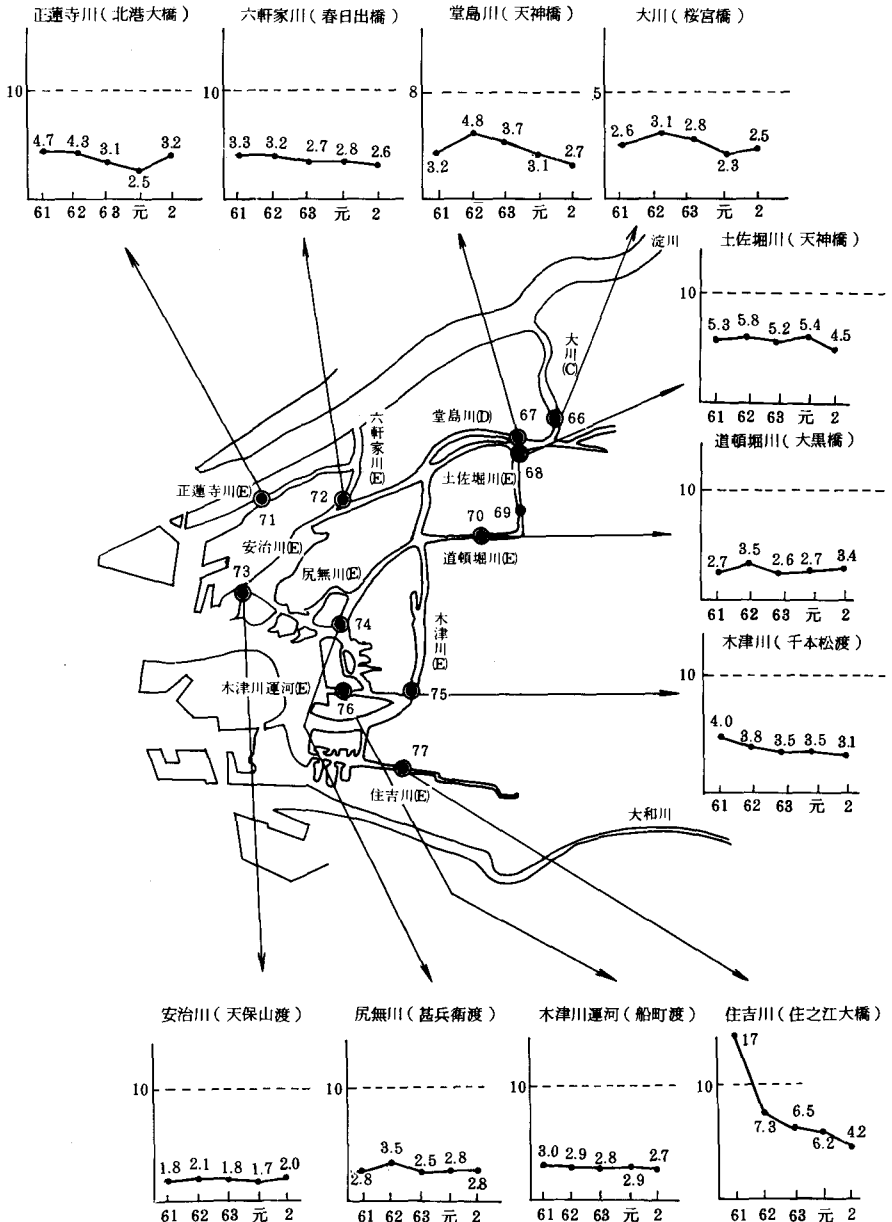 正蓮寺川(北港大橋)
10
4.7 4.3 3.1 2.5 3.2
61 62 63 元 2
六軒家川(春日出橋)
10
3.3 3.2 2.7 2.8 2.6
61 62 63 元 2
堂島川(天神橋)
8
3.2 4.8 3.7 3.1 2.7
61 62 63 元 2
大川(桜宮橋)
5
2.6 3.1 2.8 2.3 2.5
61 62 63 元 2
土佐堀川(天神橋)
10
5.3 5.8 5.2 5.4 4.5
61 62 63 元 2
道頓堀川(大黒橋)
10
2.7 3.5 2.6 2.7 3.4
61 62 63 元 2
木津川(千本松渡)
10
4.0 3.8 3.5 3.5 3.1
61 62 63 元 2
淀川
大川(C)
六軒家川(E)
堂島川(D)
67
66
68
土佐堀川(E)
正蓮寺川(E)
71
72
69
70
安治川(E)
道頓堀川(E)
尻無川(E)
73
74
木津川(E)
木津川運河(E)
76
75
77
住吉川(E)
大和川
安治川(天保山渡)
10
1.8 2.1 1.8 1.7 2.0
61 62 63 元 2
尻無川(甚兵衛渡)
10
2.8 3.5 2.5 2.8 2.8
61 62 63 元 2
木津川運河(船町渡)
10
3.0 2.9 2.8 2.9 2.7
61 62 63 元 2
住吉川(住之江大橋)
10
17 7.3 6.5 6.2 4.2
61 62 63 元 2